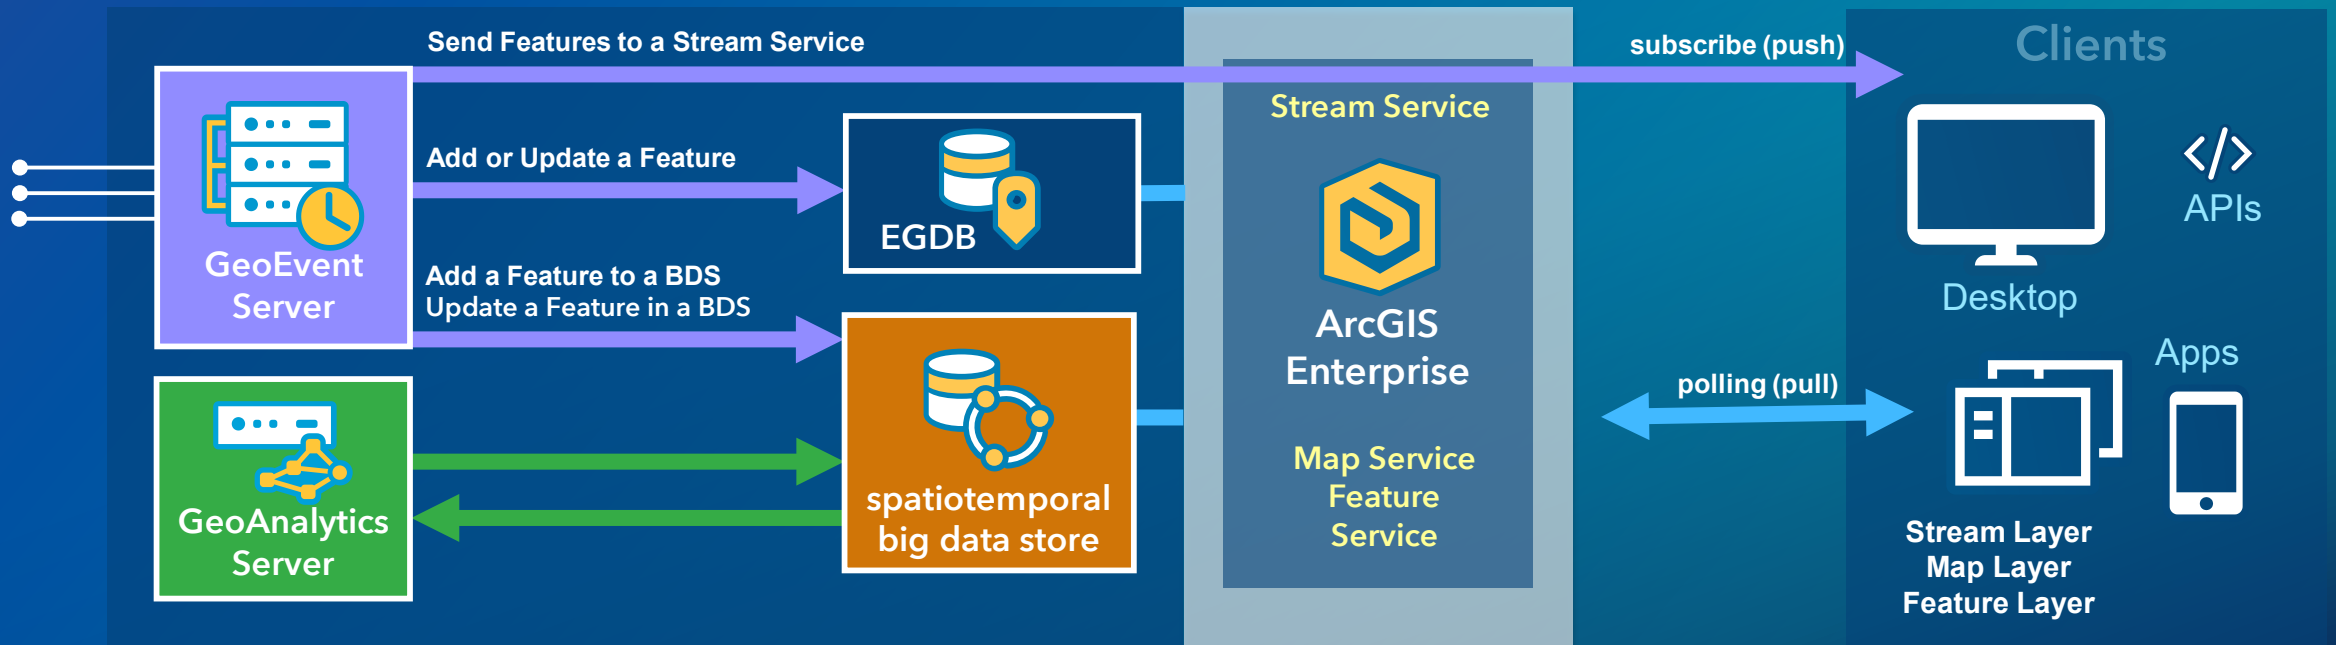 Send Features to a Stream Service
subscribe (push)
Clients
Stream Service
Add or Update a Feature
APIs
EGDB
GeoEvent
Server
Add a Feature to a BDS
Update a Feature in a BDS
Desktop
ArcGIS
Enterprise
Apps
polling (pull)
Map Service
Feature
Service
spatiotemporal
big data store
GeoAnalytics
Server
Stream Layer
Map Layer
Feature Layer